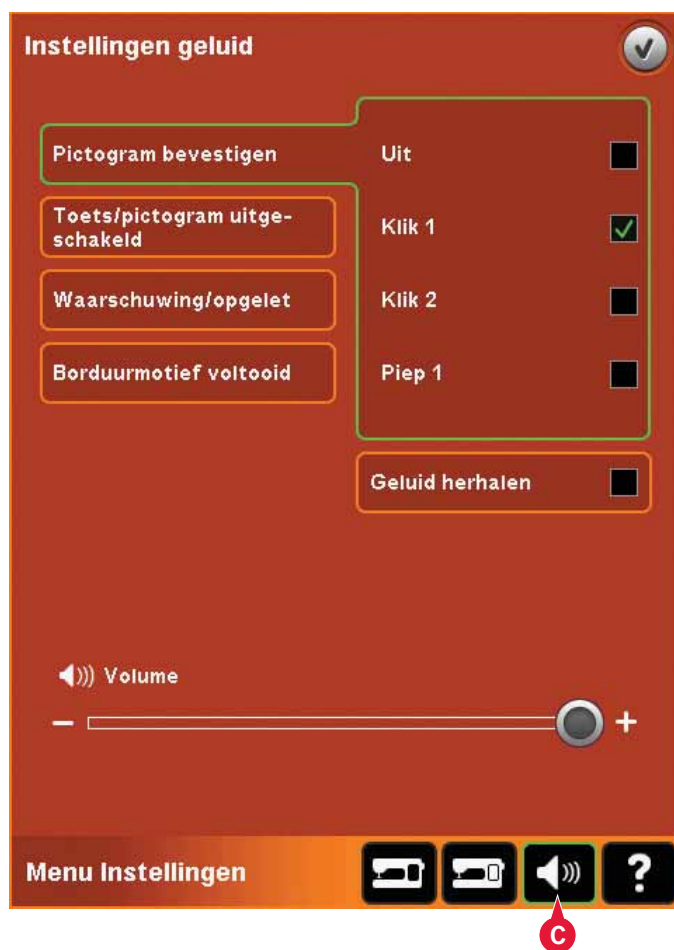 Instellingen geluid
Pictogram bevestigen
Uit
Toets/pictogram uitge-
schakeld
Klik 1
Waarschuwing/opgelet
Klik 2
Borduurmotief voltooid
Piep 1
Geluid herhalen
Volume
− +
Menu Instellingen
?
C